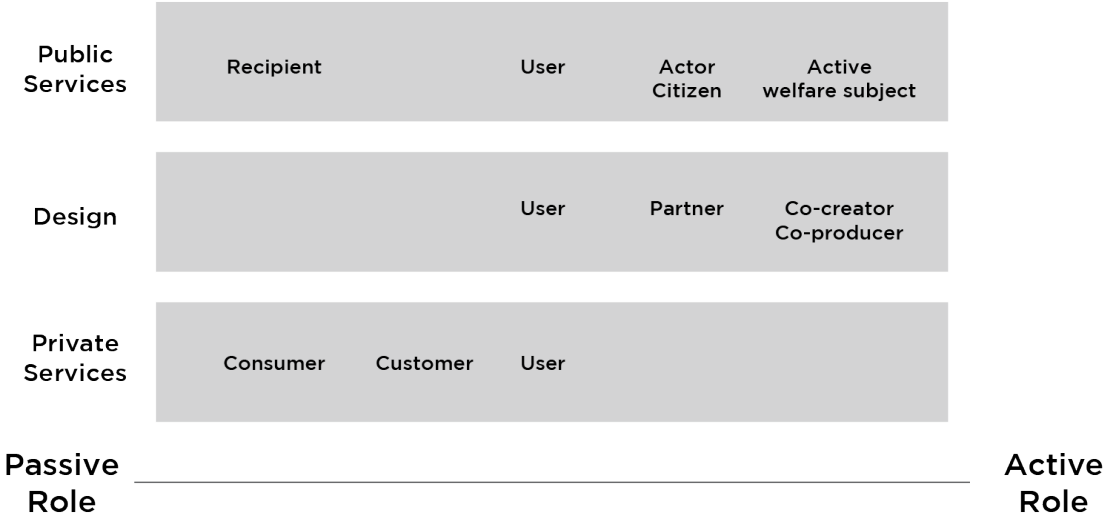 Public
Services
Recipient
User
Actor
Citizen
Active
welfare subject
Design
User
Partner
Co-creator
Co-producer
Private
Services
Consumer
Customer
User
Passive
Role
Active
Role